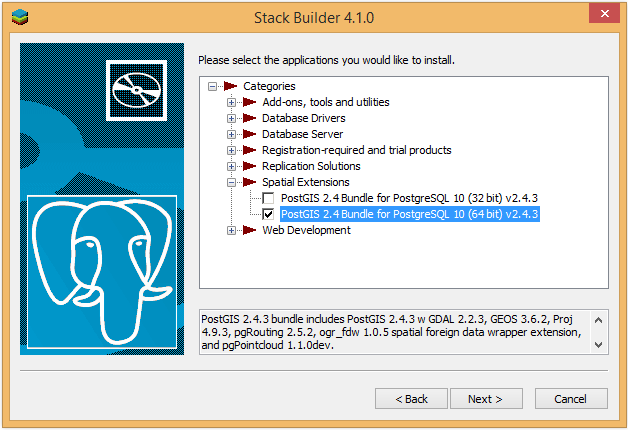 Stack Builder 4.1.0
Please select the applications you would like to install.
Categories
Add-ons, tools and utilities
Database Drivers
Database Server
Registration-required and trial products
Replication Solutions
Spatial Extensions
PostGIS 2.4 Bundle for PostgreSQL 10 (32 bit) v2.4.3
PostGIS 2.4 Bundle for PostgreSQL 10 (64 bit) v2.4.3
Web Development
PostGIS 2.4.3 bundle includes PostGIS 2.4.3 w GDAL 2.2.3, GEOS 3.6.2, Proj
4.9.3, pgRouting 2.5.2, ogr_fdw 1.0.5 spatial foreign data wrapper extension,
and pgPointcloud 1.1.0dev.
< Back Next > Cancel